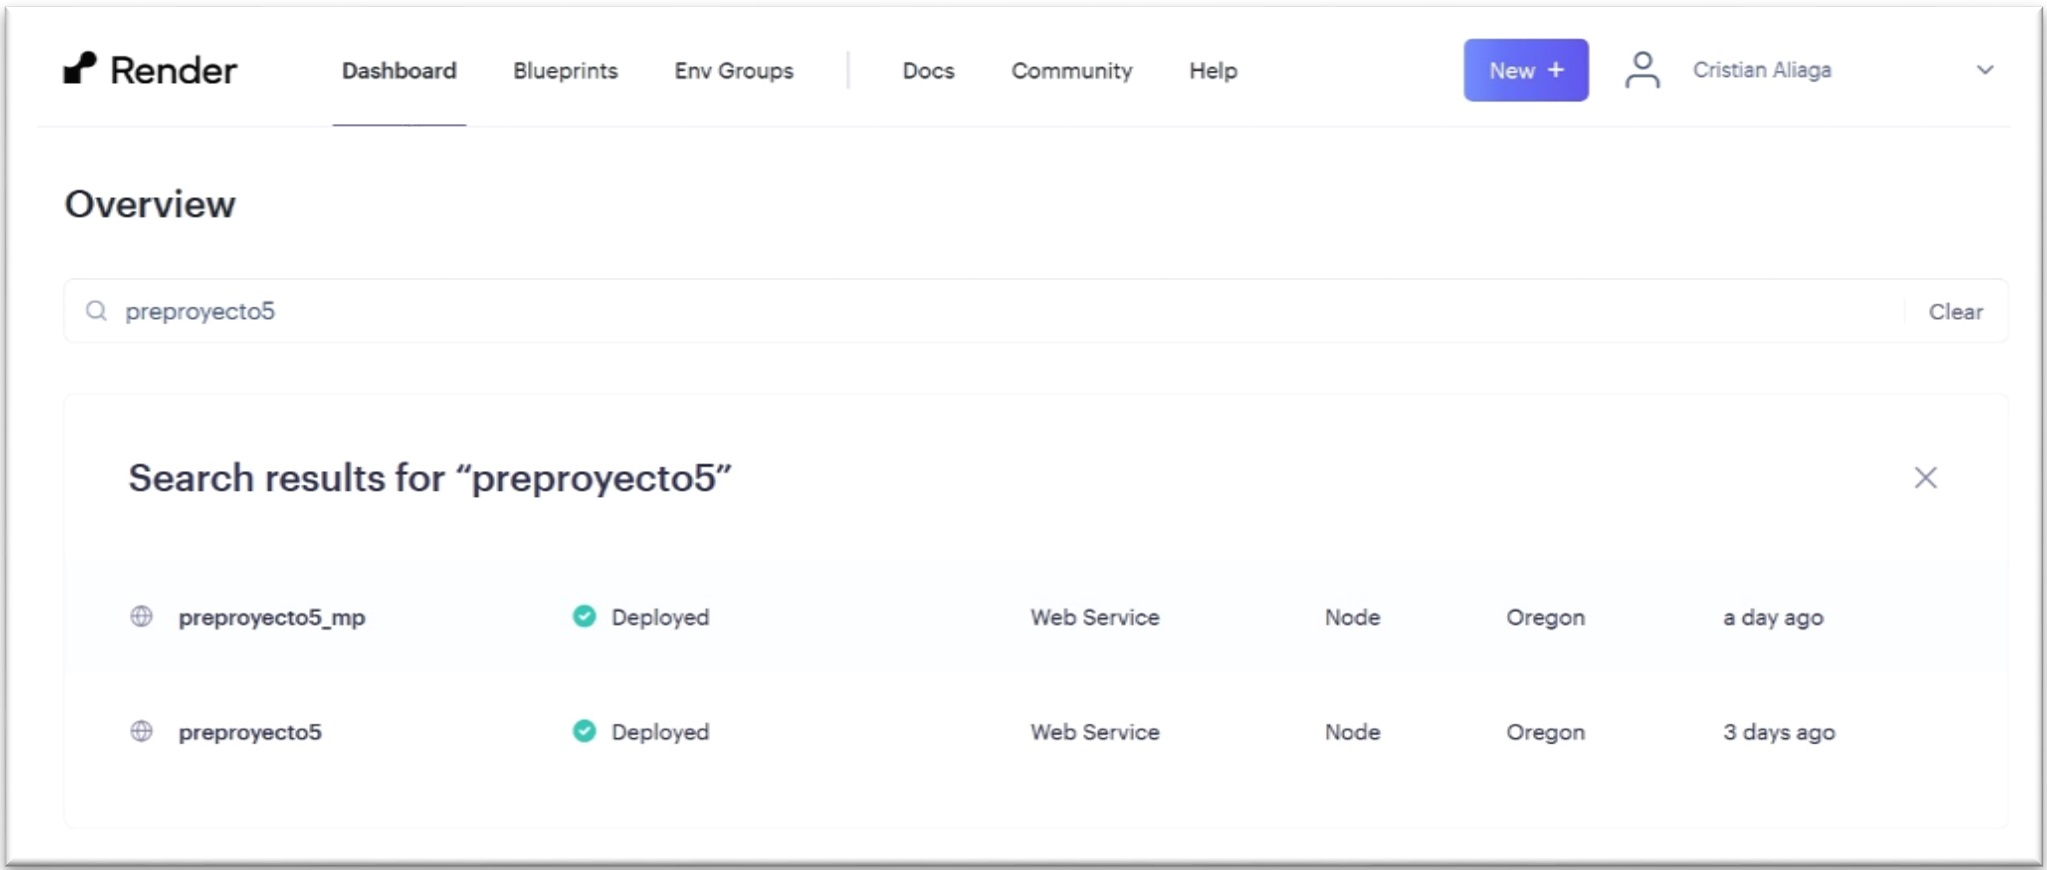 Render Dashboard Blueprints Env Groups Docs Community Help New + Cristian Aliaga
Overview
preproyecto5 Clear
Search results for “preproyecto5”
preproyecto5_mp Deployed Web Service Node Oregon a day ago
preproyecto5 Deployed Web Service Node Oregon 3 days ago